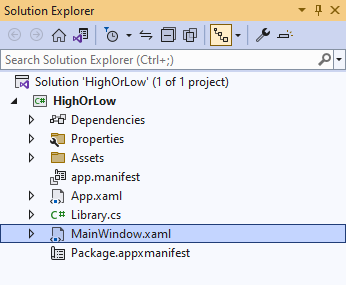 Solution Explorer
Search Solution Explorer (Ctrl+;)
Solution 'HighOrLow' (1 of 1 project)
C# HighOrLow
Dependencies
Properties
Assets
app.manifest
App.xaml
C# Library.cs
MainWindow.xaml
Package.appxmanifest